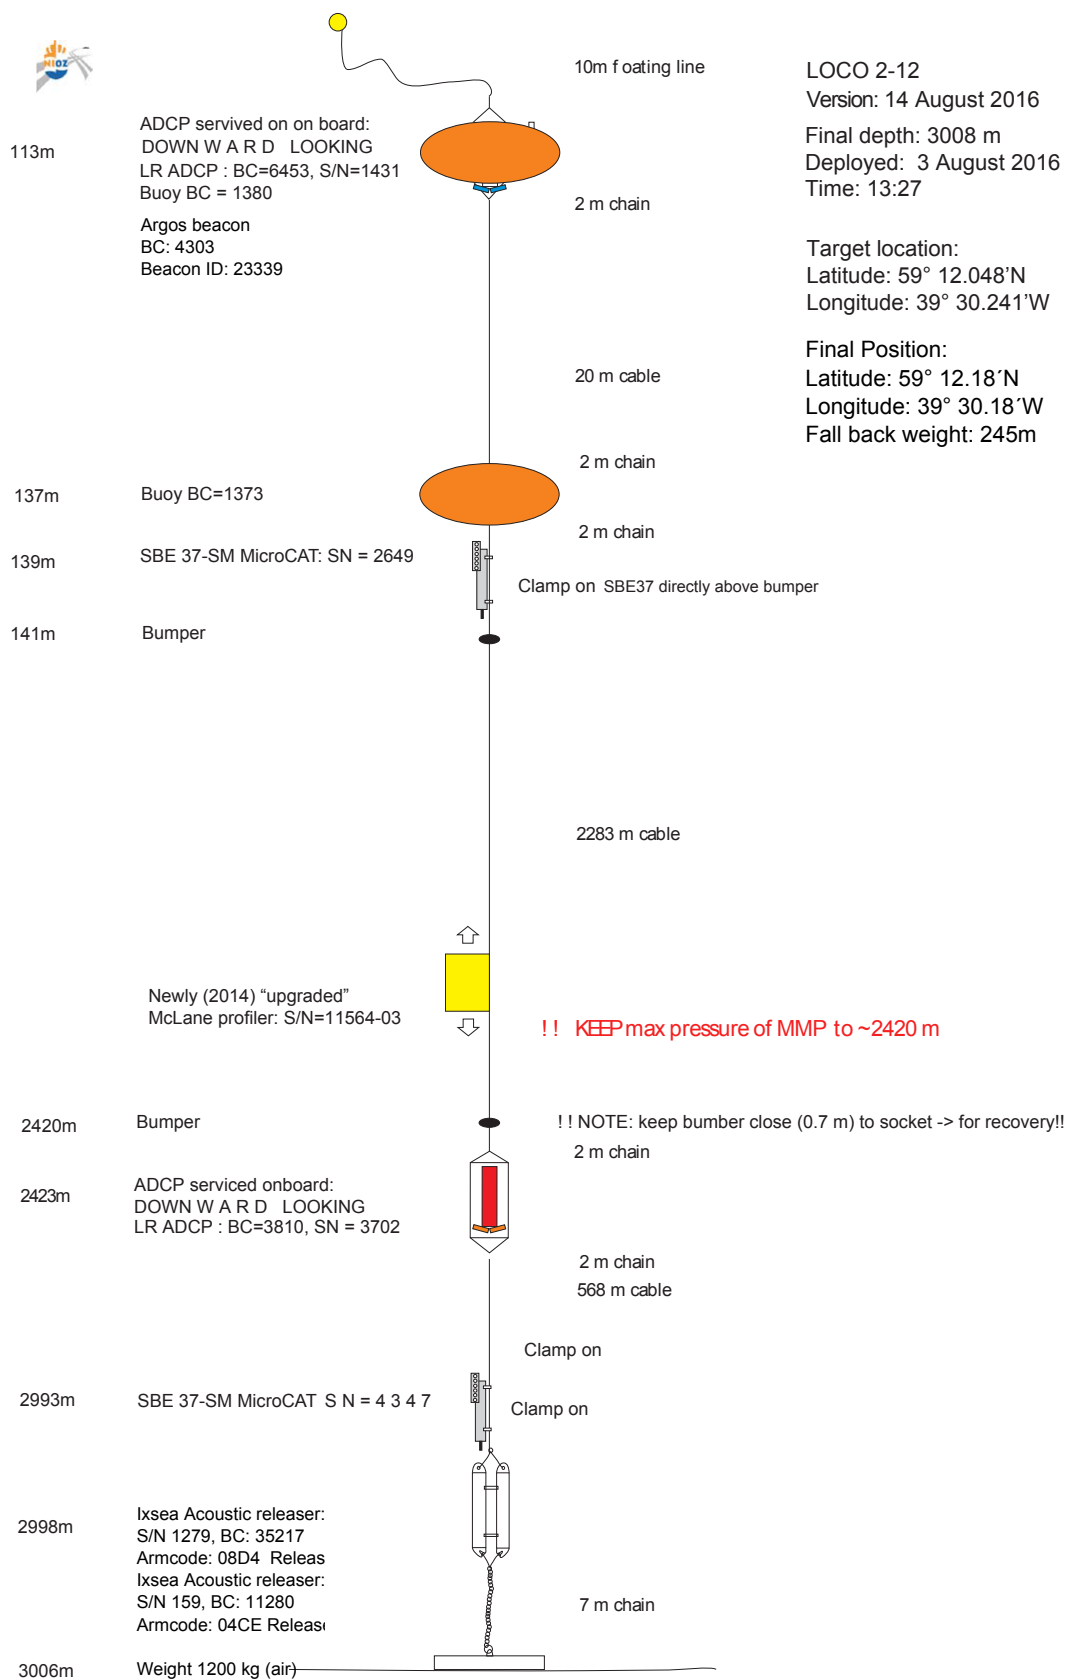 NIOZ
10m f oating line
LOCO 2-12
Version: 14 August 2016
Final depth: 3008 m
Deployed: 3 August 2016
Time: 13:27
Target location:
Latitude: 59° 12.048’N
Longitude: 39° 30.241’W
Final Position:
Latitude: 59° 12.18´N
Longitude: 39° 30.18´W
Fall back weight: 245m
113m
ADCP servived on on board:
DOWN W A R D LOOKING
LR ADCP : BC=6453, S/N=1431
Buoy BC = 1380
Argos beacon
BC: 4303
Beacon ID: 23339
2 m chain
20 m cable
2 m chain
137m
Buoy BC=1373
2 m chain
139m
SBE 37-SM MicroCAT: SN = 2649
Clamp on SBE37 directly above bumper
141m
Bumper
2283 m cable
Newly (2014) “upgraded”
McLane profiler: S/N=11564-03
!! KEEP max pressure of MMP to ~2420 m
2420m
Bumper
!! NOTE: keep bumber close (0.7 m) to socket -> for recovery!!
2 m chain
2423m
ADCP serviced onboard:
DOWN W A R D LOOKING
LR ADCP : BC=3810, SN = 3702
2 m chain
568 m cable
Clamp on
2993m
SBE 37-SM MicroCAT S N = 4 3 4 7
Clamp on
2998m
Ixsea Acoustic releaser:
S/N 1279, BC: 35217
Armcode: 08D4 Releas
Ixsea Acoustic releaser:
S/N 159, BC: 11280
Armcode: 04CE Release
7 m chain
3006m
Weight 1200 kg (air)